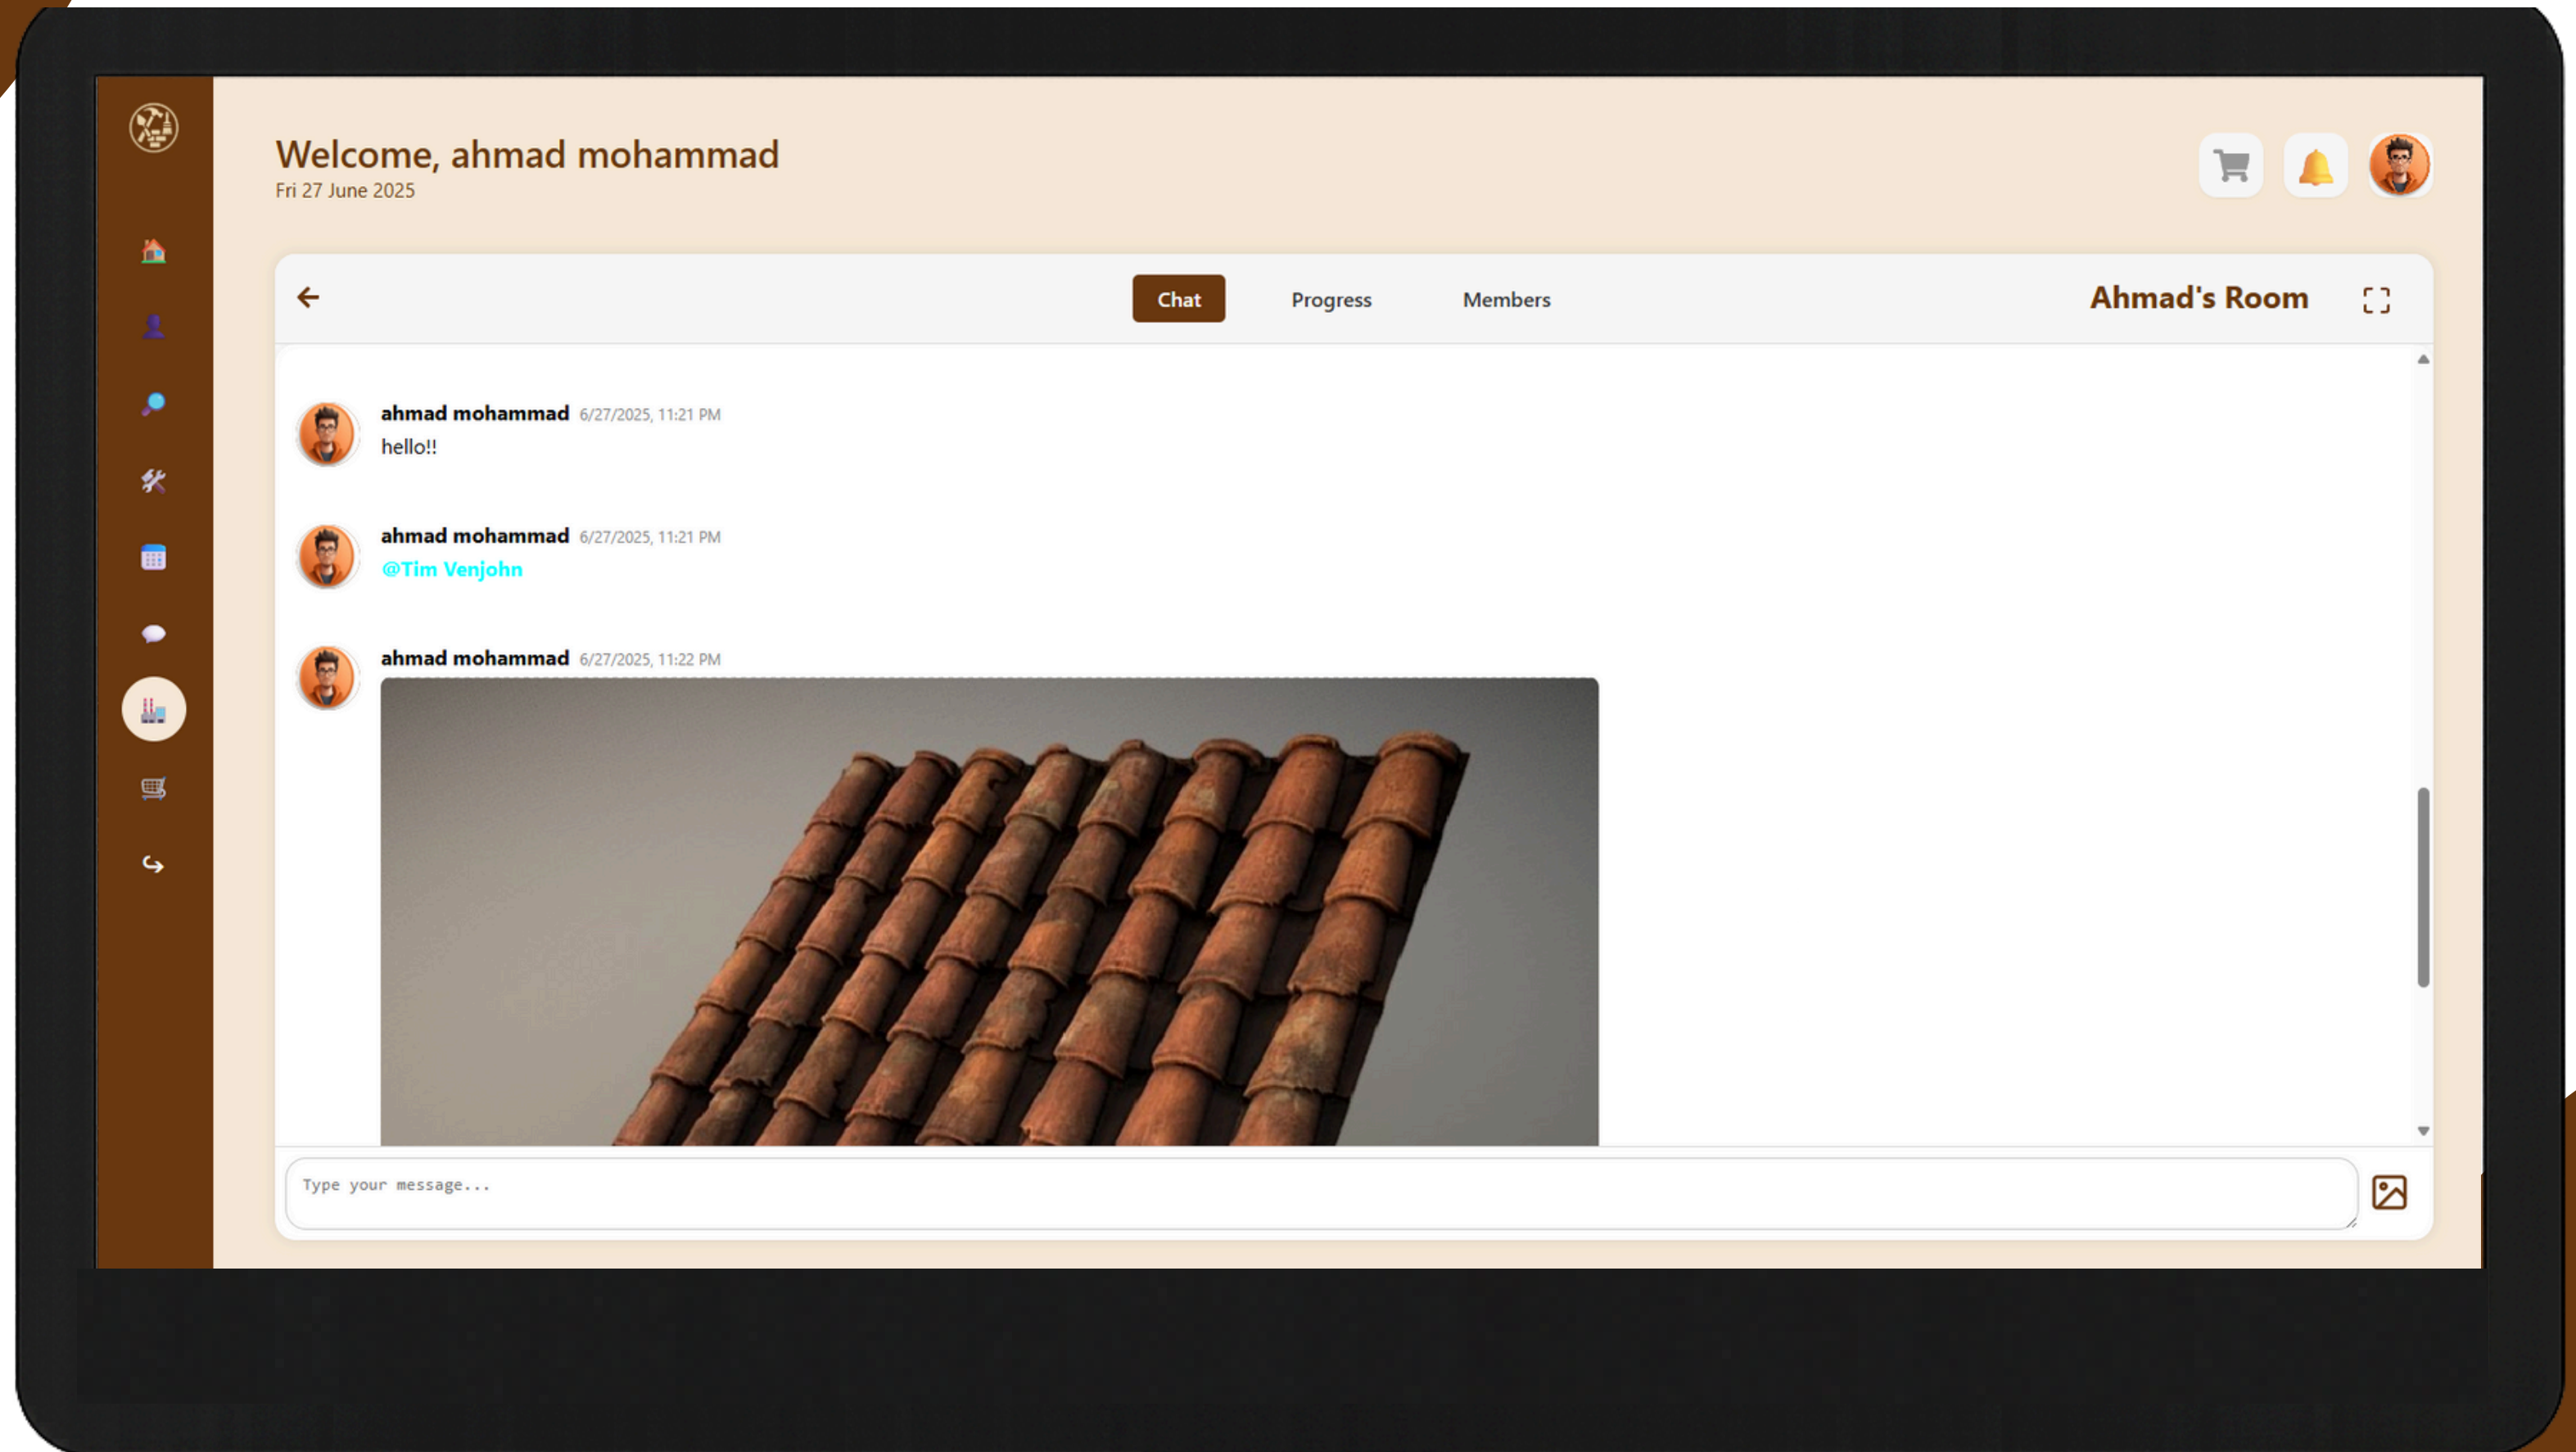 Welcome, ahmad mohammad
Fri 27 June 2025
Chat Progress Members Ahmad's Room
ahmad mohammad 6/27/2025, 11:21 PM
hello!!
ahmad mohammad 6/27/2025, 11:21 PM
@Tim Venjohn
ahmad mohammad 6/27/2025, 11:22 PM
Type your message...